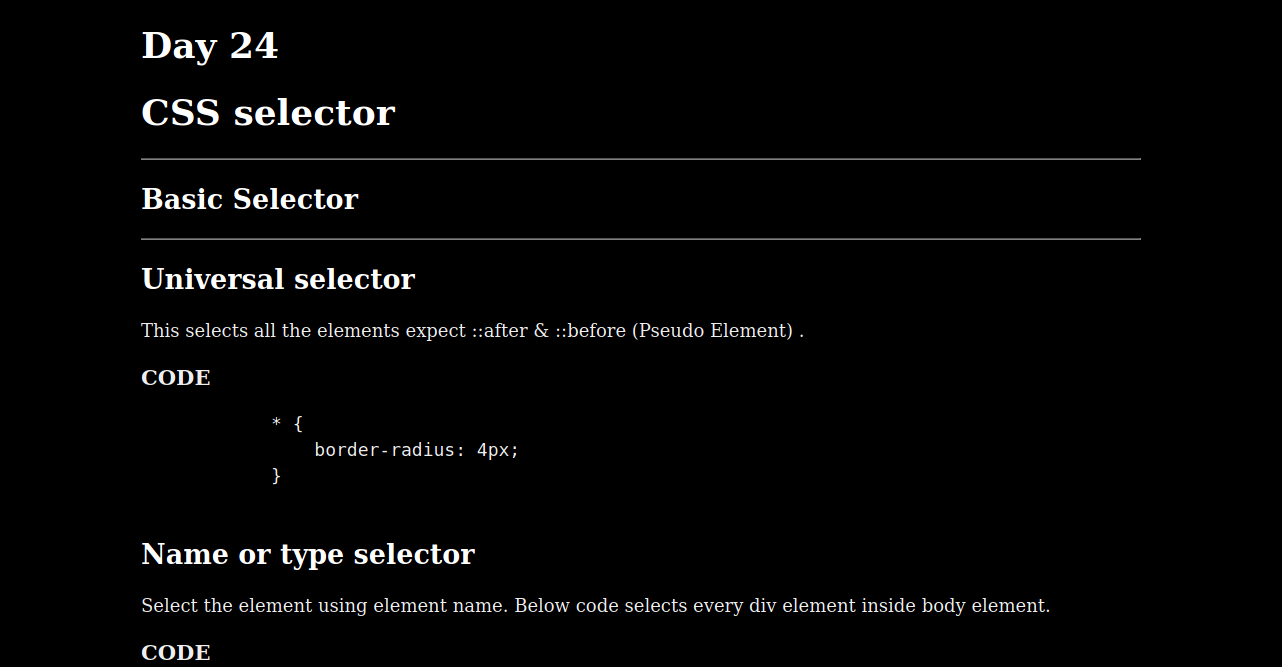 Day 24
CSS selector
Basic Selector
Universal selector
This selects all the elements expect ::after & ::before (Pseudo Element) .
CODE
* {
border-radius: 4px;
}
Name or type selector
Select the element using element name. Below code selects every div element inside body element.
CODE